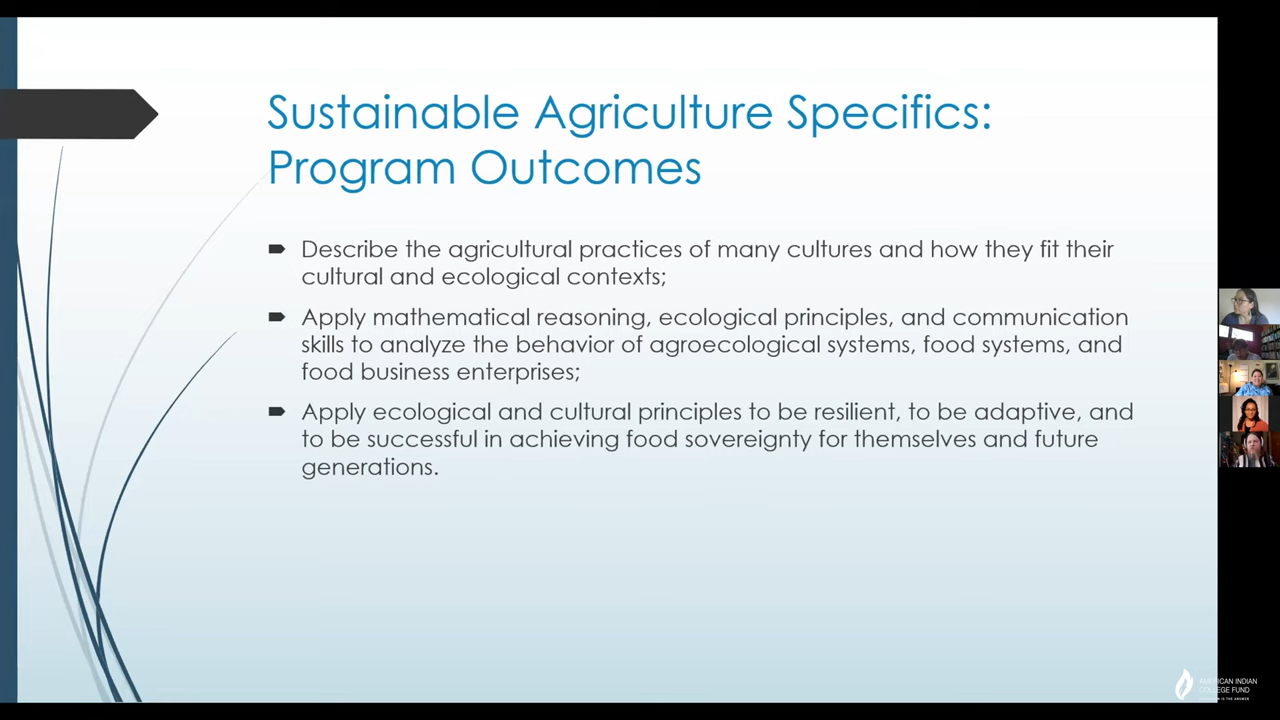 Sustainable Agriculture Specifics:
Program Outcomes
Describe the agricultural practices of many cultures and how they fit their
cultural and ecological contexts;
Apply mathematical reasoning, ecological principles, and communication
skills to analyze the behavior of agroecological systems, food systems, and
food business enterprises;
Apply ecological and cultural principles to be resilient, to be adaptive, and
to be successful in achieving food sovereignty for themselves and future
generations.
AMERICAN INDIAN
COLLEGE FUND